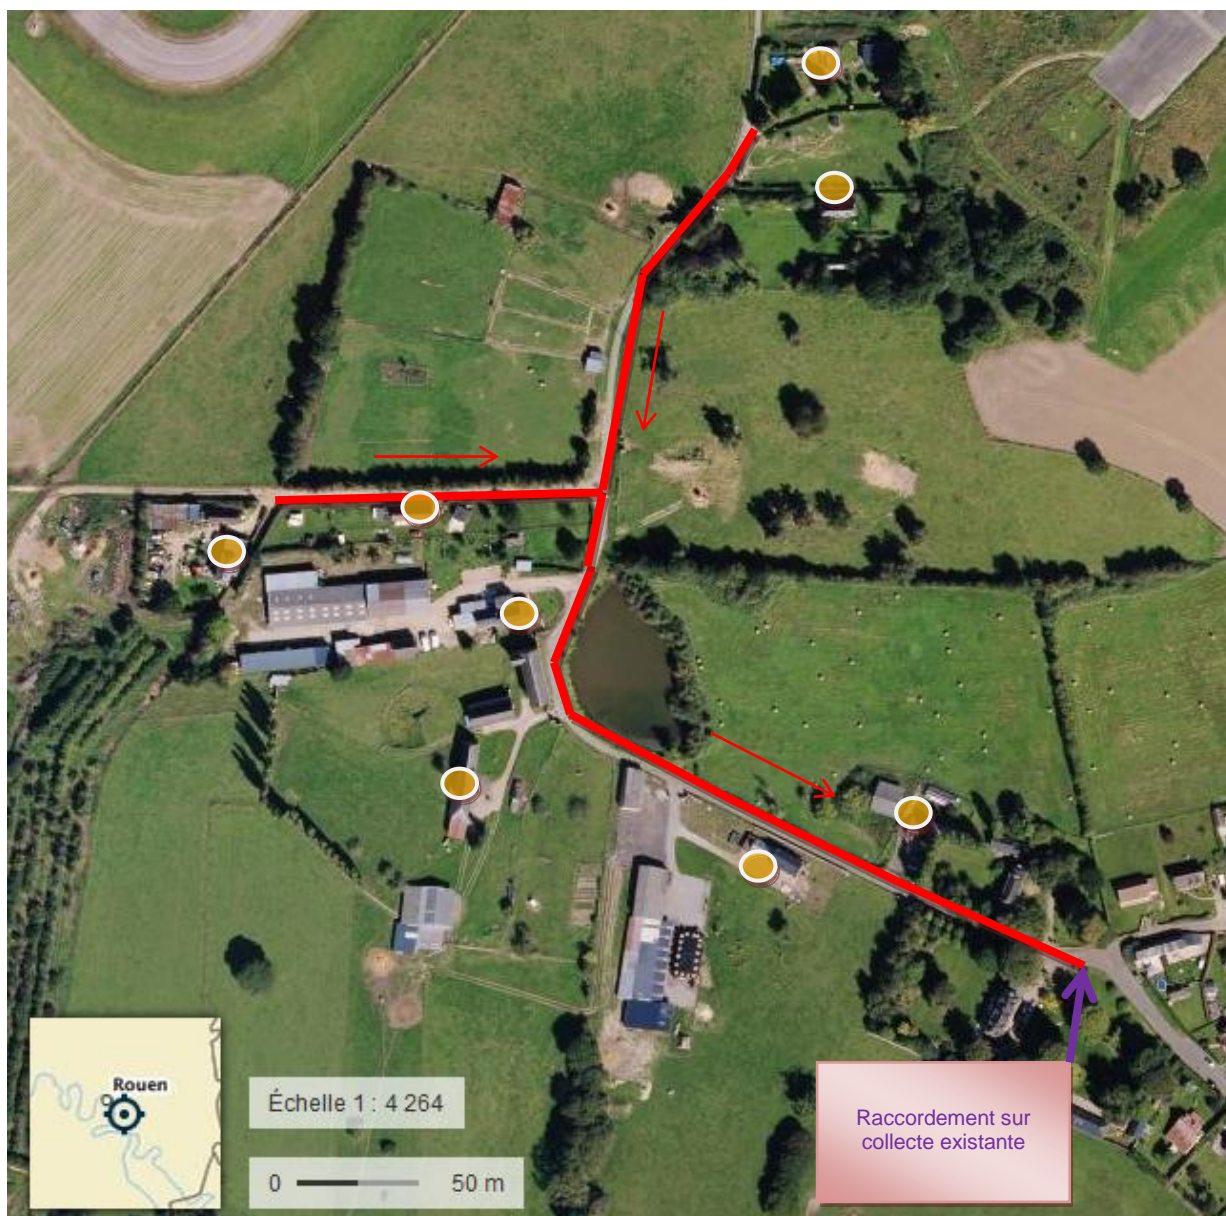 Rouen
Échelle 1 : 4 264
0 50 m
Raccordement sur
collecte existante